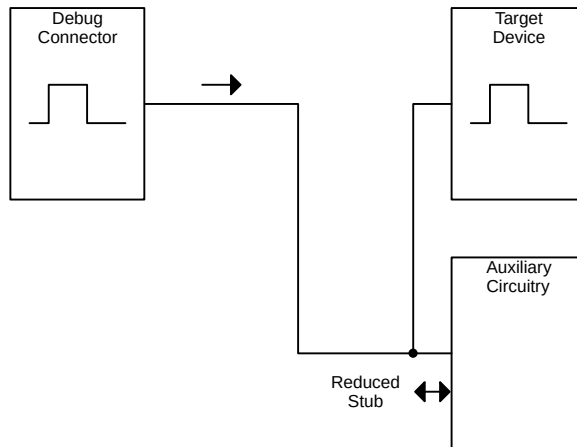 Debug
Connector
Target
Device
Auxiliary
Circuitry
Reduced
Stub